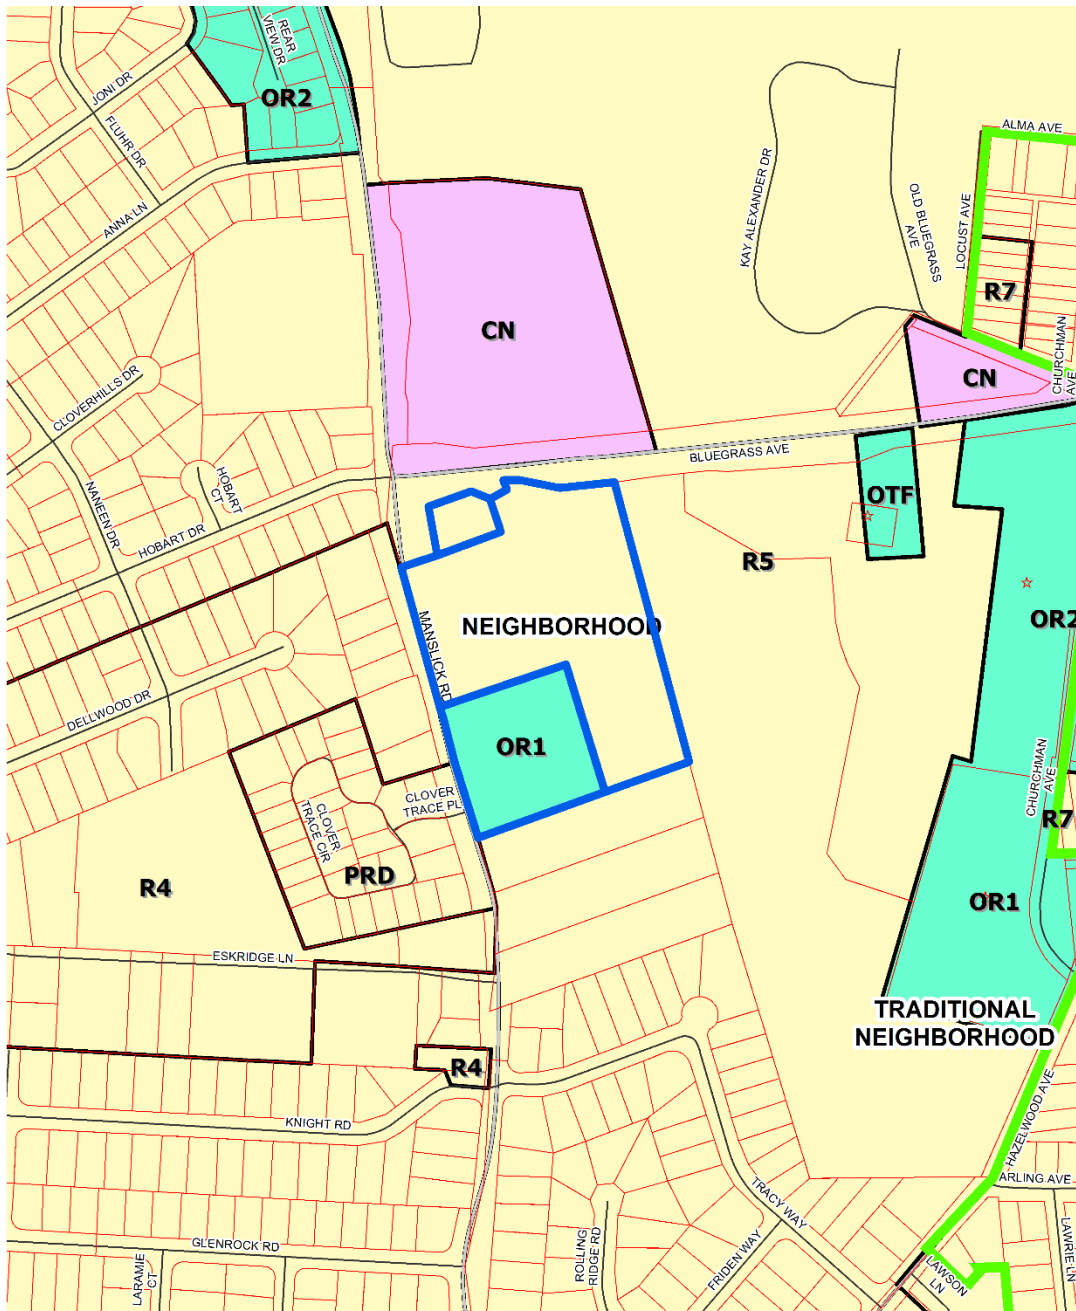 REAR
VIEW DR
OR2
JONI DR
FLUHR DR
ANNA LN
ALMA AVE
KAY ALEXANDER DR
OLD BLUEGRASS
AVE
LOCUST AVE
R7
CN
CHURCHMAN
AVE
CN
CLOVERHILLS DR
BLUEGRASS AVE
HOBART
CT
NANEEN DR
HOBART DR
OTF
R5
MANSLICK RD
NEIGHBORHOOD
OR2
DELLWOOD DR
OR1
CLOVER
TRACE PL
CLOVER
TRACE CIR
CHURCHMAN
AVE
R7
PRD
R4
OR1
ESKRIDGE LN
TRADITIONAL
NEIGHBORHOOD
R4
KNIGHT RD
HAZELWOOD AVE
ARLING AVE
TRACY WAY
GLENROCK RD
LARAMIE
CT
ROLLING
RIDGE RD
FRIDEN WAY
LAWSON
LN
LAWRIE LN